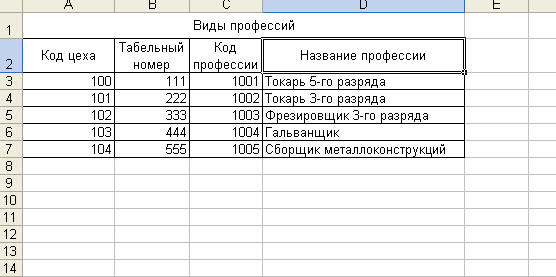 A B C D E
1 Виды профессий
2 Код цеха Табельный номер Код профессии Название профессии
3 100 111 1001 Токарь 5-го разряда
4 101 222 1002 Токарь 3-го разряда
5 102 333 1003 Фрезировщик 3-го разряда
6 103 444 1004 Гальванщик
7 104 555 1005 Сборщик металлоконструкций
8
9
10
11
12
13
14